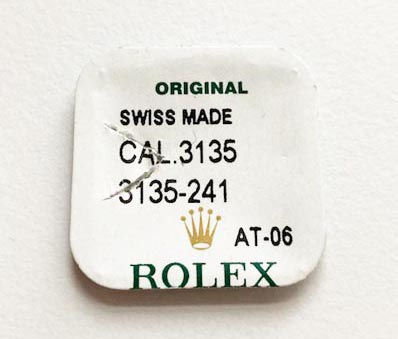 ORIGINAL
SWISS MADE
CAL.3135
3135-241
AT-06
ROLEX